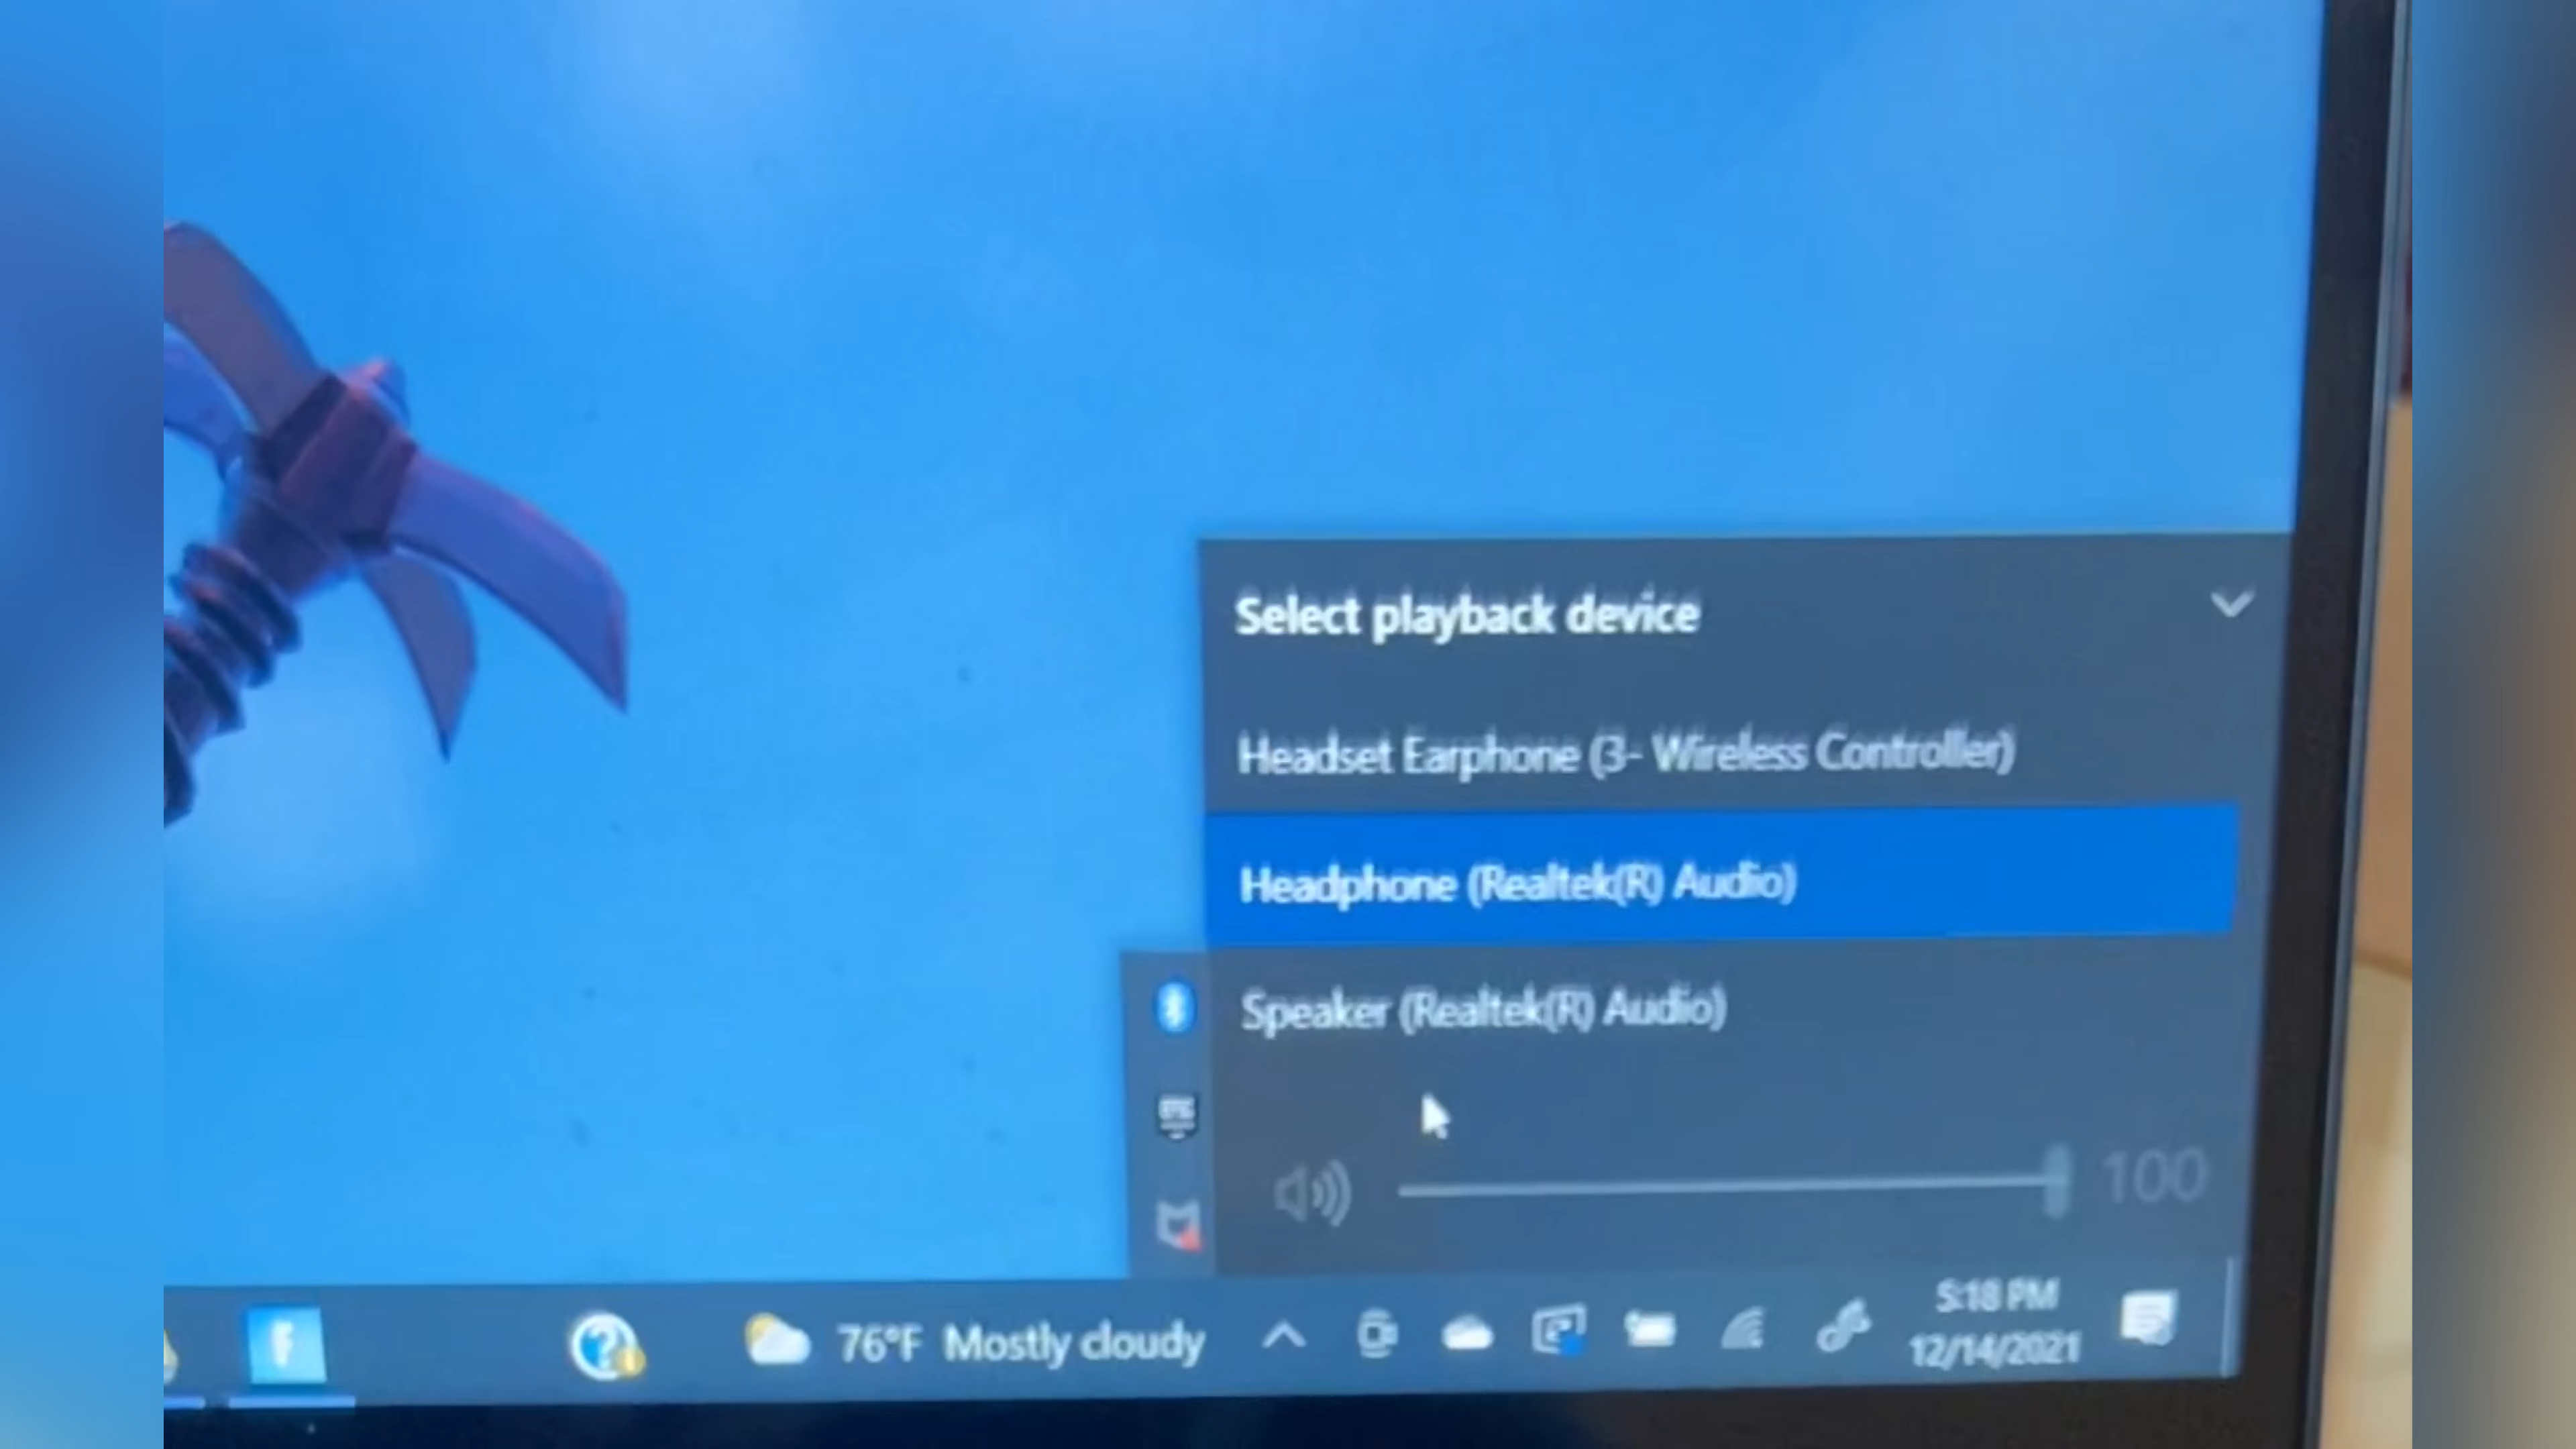 Select playback device
Headset Earphone (3- Wireless Controller)
Headphone (Realtek(R) Audio)
Speaker (Realtek(R) Audio)
EPIC
100
f
76°F Mostly cloudy
5:18 PM
12/14/2021